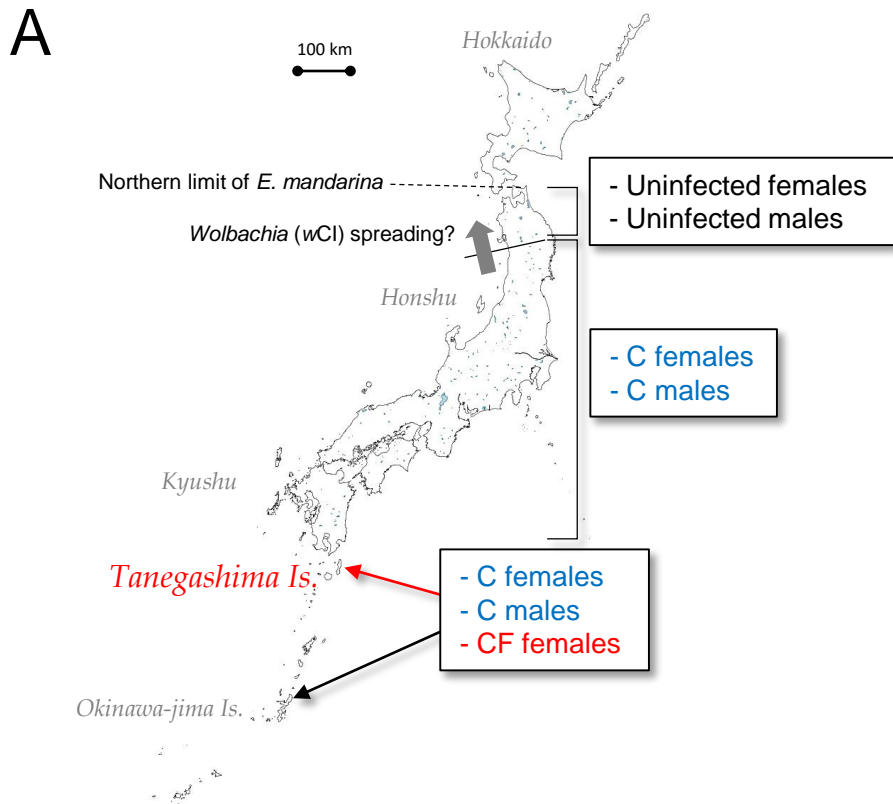 A
Hokkaido
100 km
Northern limit of E. mandarina
- Uninfected females
- Uninfected males
Wolbachia (wCI) spreading?
Honshu
- C females
- C males
Kyushu
Tanegashima Is.
- C females
- C males
- CF females
Okinawa-jima Is.